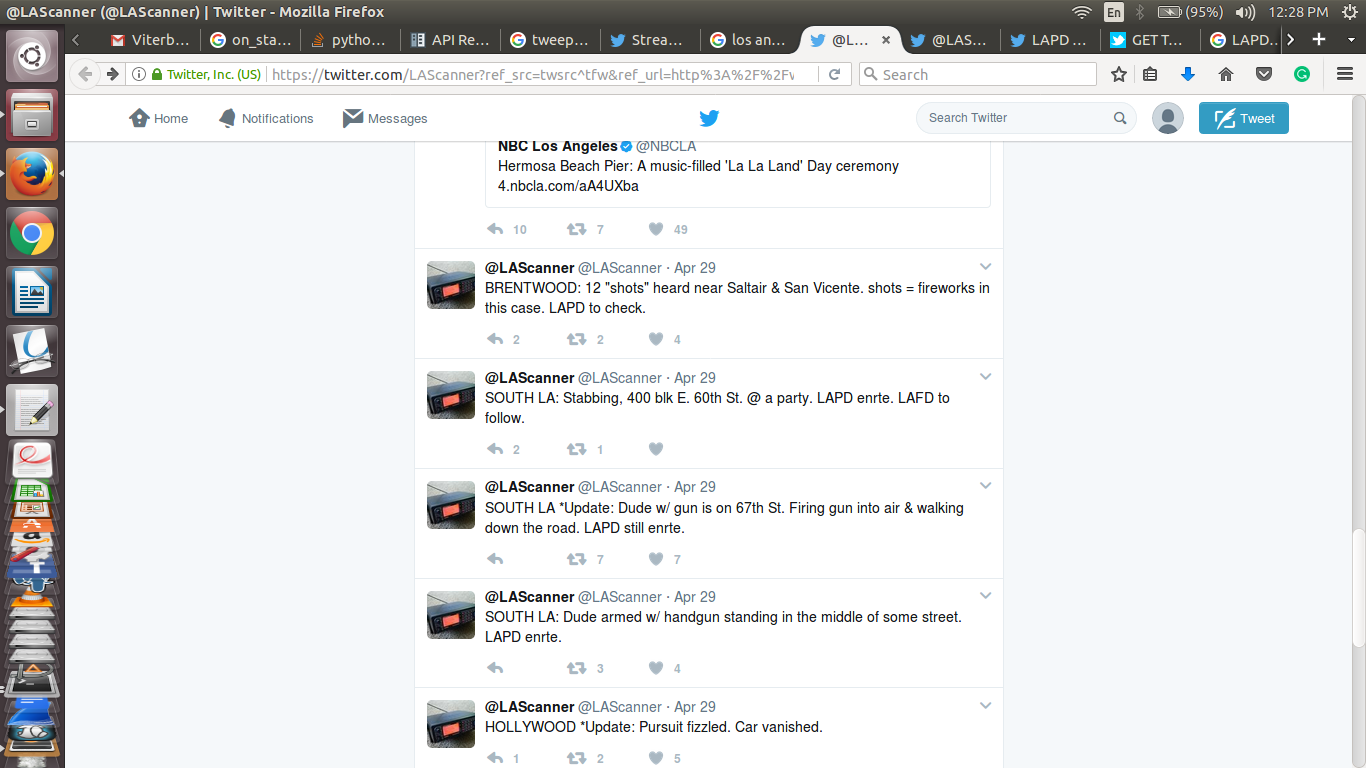 @LAScanner (@LAScanner) | Twitter - Mozilla Firefox
En
(95%)
12:28 PM
Viterb...
on_sta...
pytho...
API Re...
tweep...
Strea...
los an...
@L...
@LAS...
LAPD ...
GET T...
LAPD...
Twitter, Inc. (US)
https://twitter.com/LAScanner?ref_src=twsrc^tfw&ref_url=http%3A%2F%2Fv
Search
Home
Notifications
Messages
Search Twitter
Tweet
NBC Los Angeles @NBCLA
Hermosa Beach Pier: A music-filled 'La La Land' Day ceremony
4.nbcla.com/aA4UXba
10 7 49
@LAScanner @LAScanner · Apr 29
BRENTWOOD: 12 "shots" heard near Saltair & San Vicente. shots = fireworks in
this case. LAPD to check.
2 2 4
@LAScanner @LAScanner · Apr 29
SOUTH LA: Stabbing, 400 blk E. 60th St. @ a party. LAPD enrte. LAFD to
follow.
2 1
@LAScanner @LAScanner · Apr 29
SOUTH LA *Update: Dude w/ gun is on 67th St. Firing gun into air & walking
down the road. LAPD still enrte.
7 7
@LAScanner @LAScanner · Apr 29
SOUTH LA: Dude armed w/ handgun standing in the middle of some street.
LAPD enrte.
3 4
@LAScanner @LAScanner · Apr 29
HOLLYWOOD *Update: Pursuit fizzled. Car vanished.
1 2 5